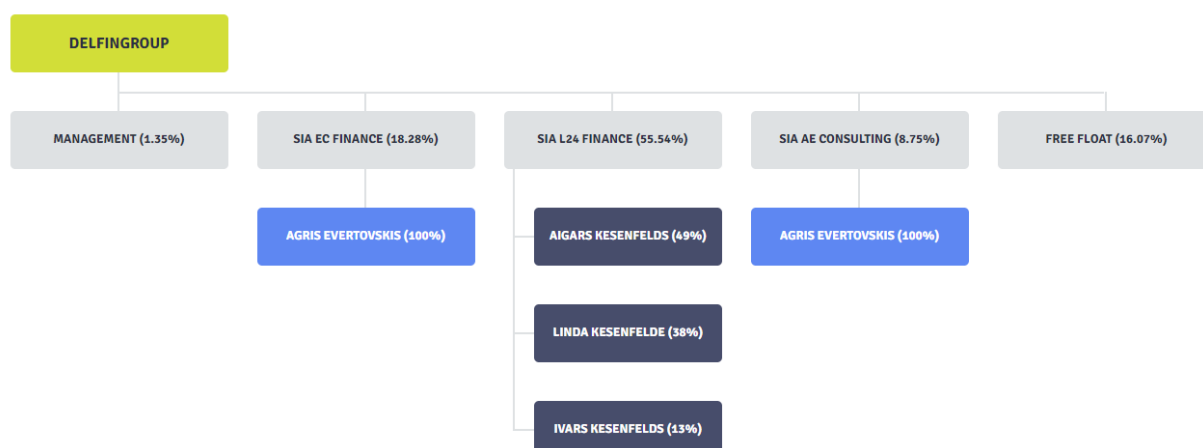 DELFINGROUP
MANAGEMENT (1.35%)
SIA EC FINANCE (18.28%)
SIA L24 FINANCE (55.54%)
SIA AE CONSULTING (8.75%)
FREE FLOAT (16.07%)
AGRIS EVERTOVSKIS (100%)
AIGARS KESENFELDS (49%)
AGRIS EVERTOVSKIS (100%)
LINDA KESENFELDE (38%)
IVARS KESENFELDS (13%)